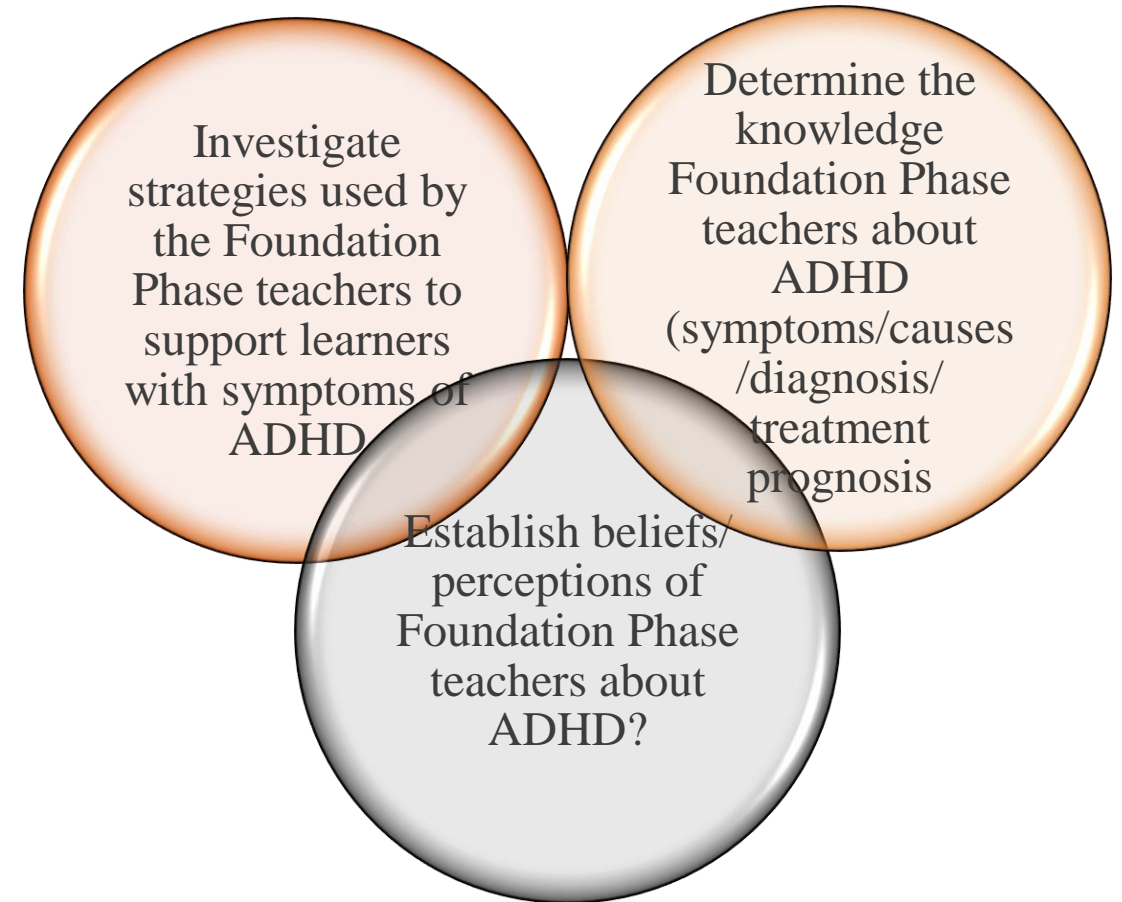 Investigate
strategies used by
the Foundation
Phase teachers to
support learners
with symptoms of
ADHD
Determine the
knowledge
Foundation Phase
teachers about
ADHD
(symptoms/causes
/diagnosis/
treatment
prognosis
Establish beliefs/
perceptions of
Foundation Phase
teachers about
ADHD?